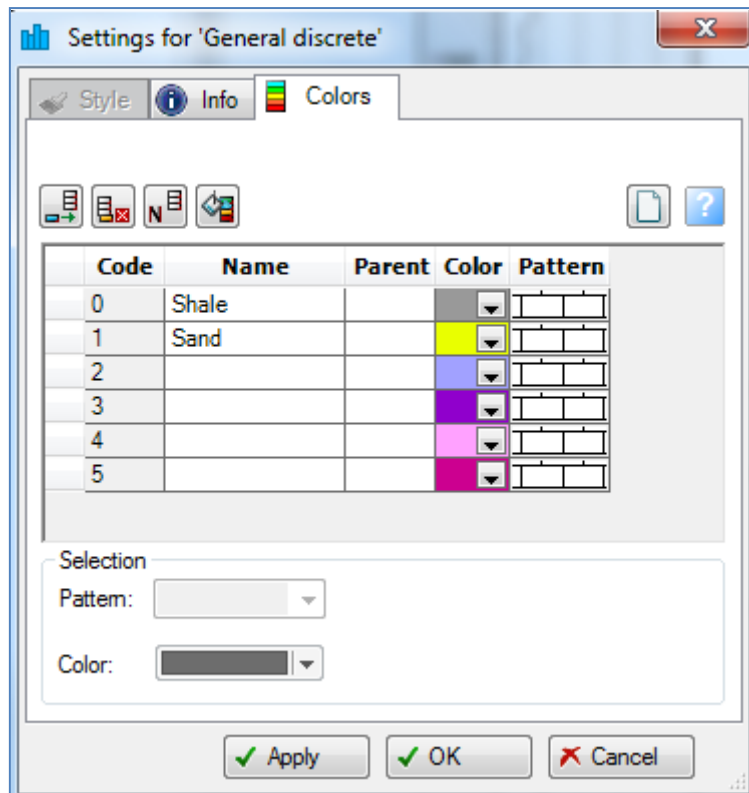 Settings for 'General discrete'
x
Style Info Colors
N ?
Code Name Parent Color Pattern
0 Shale
1 Sand
2
3
4
5
Selection
Pattern:
Color:
Apply OK Cancel